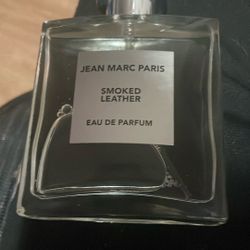 JEAN MARC PARIS
SMOKED
LEATHER
EAU DE PARFUM